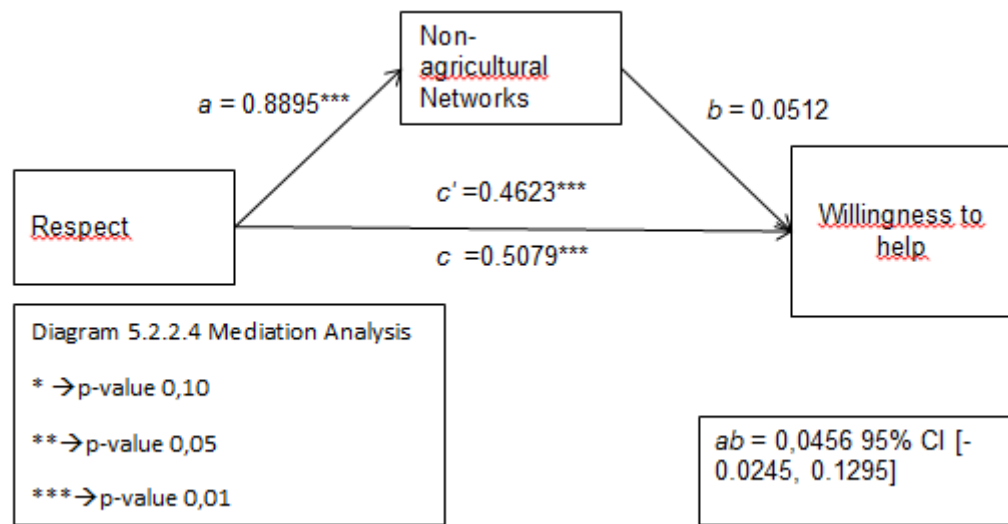 Non-
agricultural
Networks
a = 0.8895***
b = 0.0512
Respect
c' =0.4623***
c =0.5079***
Willingness to
help
Diagram 5.2.2.4 Mediation Analysis
* →p-value 0,10
**→p-value 0,05
***→p-value 0,01
ab = 0,0456 95% CI [-
0.0245, 0.1295]